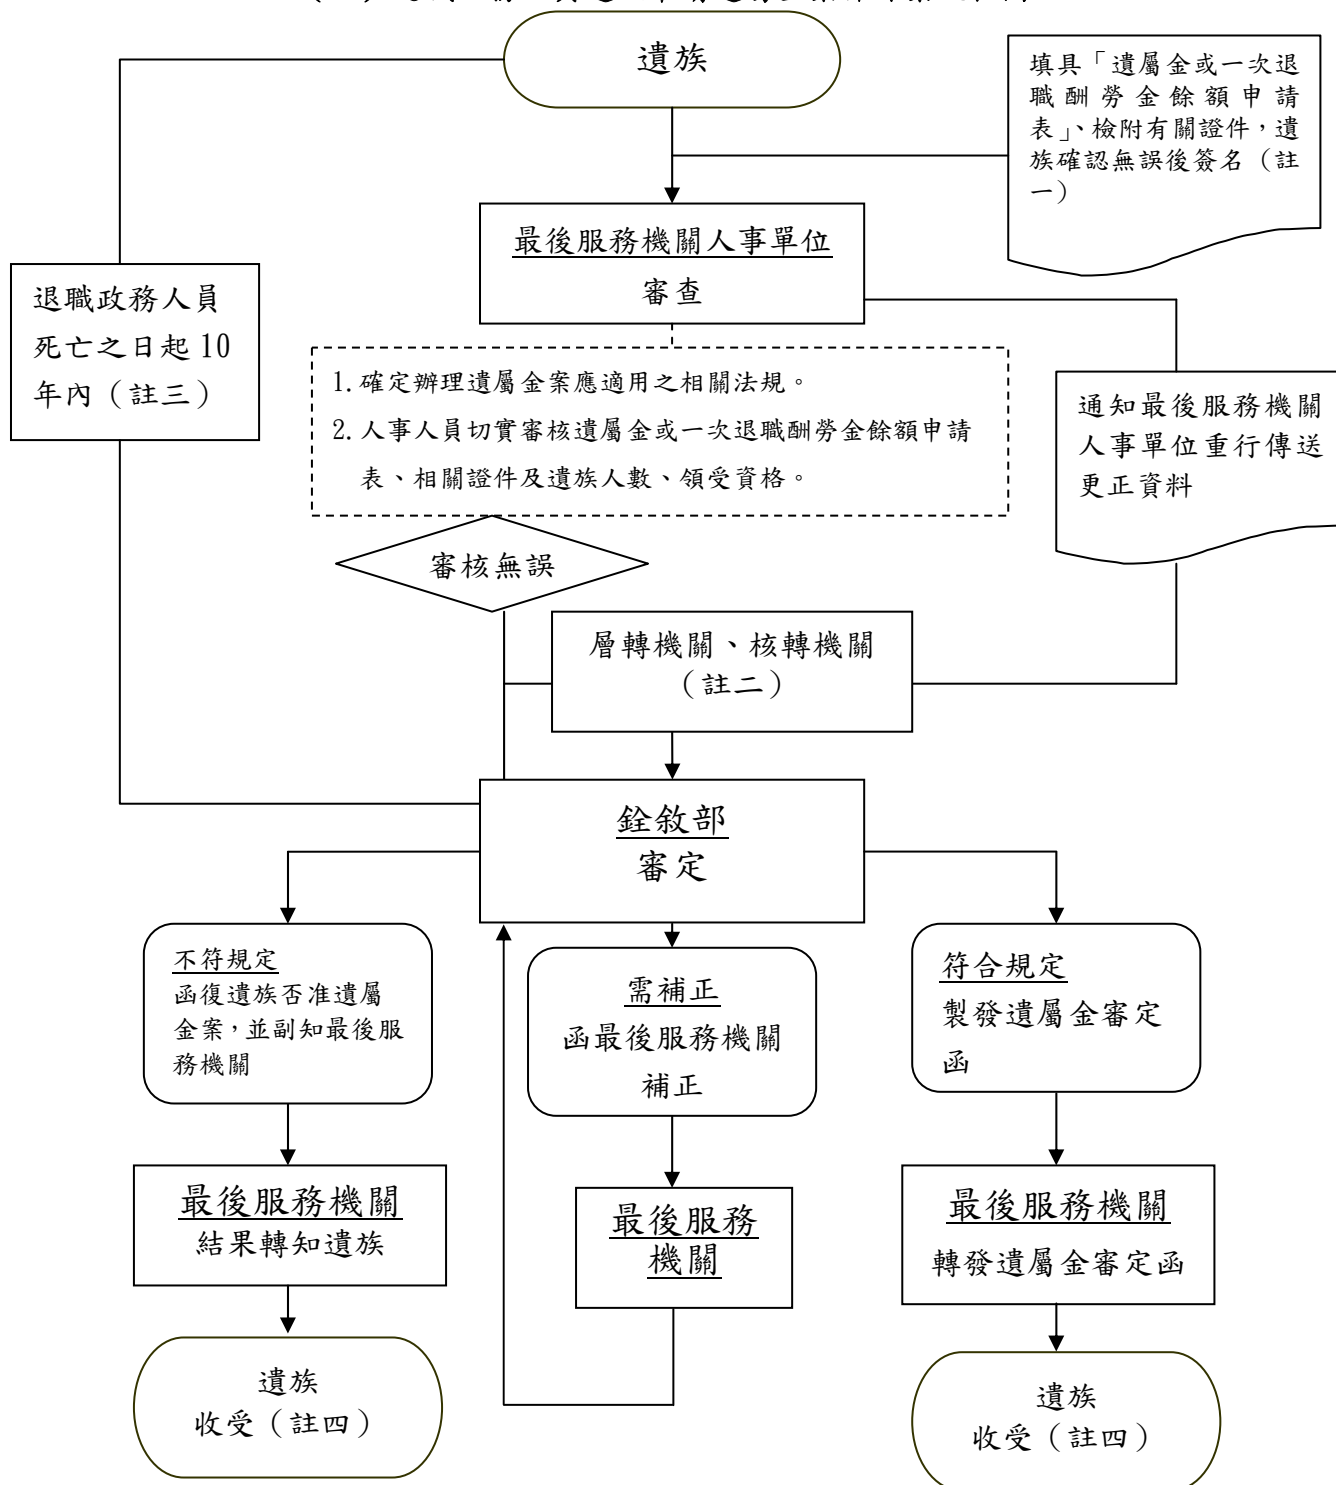 遺族
填具「遺屬金或一次退
職酬勞金餘額申請
表」、檢附有關證件，遺
族確認無誤後簽名（註
一）
最後服務機關人事單位
審查
退職政務人員
死亡之日起 10
年內（註三）
1. 確定辦理遺屬金案應適用之相關法規。
2. 人事人員切實審核遺屬金或一次退職酬勞金餘額申請
表、相關證件及遺族人數、領受資格。
通知最後服務機關
人事單位重行傳送
更正資料
審核無誤
層轉機關、核轉機關
（註二）
銓敘部
審定
不符規定
函復遺族否准遺屬
金案，並副知最後服
務機關
需補正
函最後服務機關
補正
符合規定
製發遺屬金審定
函
最後服務機關
結果轉知遺族
最後服務
機關
最後服務機關
轉發遺屬金審定函
遺族
收受（註四）
遺族
收受（註四）